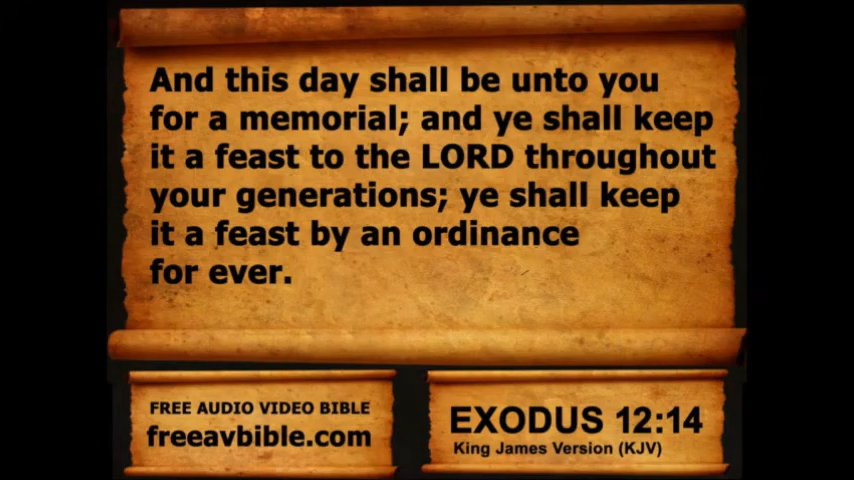 And this day shall be unto you
for a memorial; and ye shall keep
it a feast to the LORD throughout
your generations; ye shall keep
it a feast by an ordinance
for ever.
FREE AUDIO VIDEO BIBLE
freeavbible.com
EXODUS 12:14
King James Version (KJV)